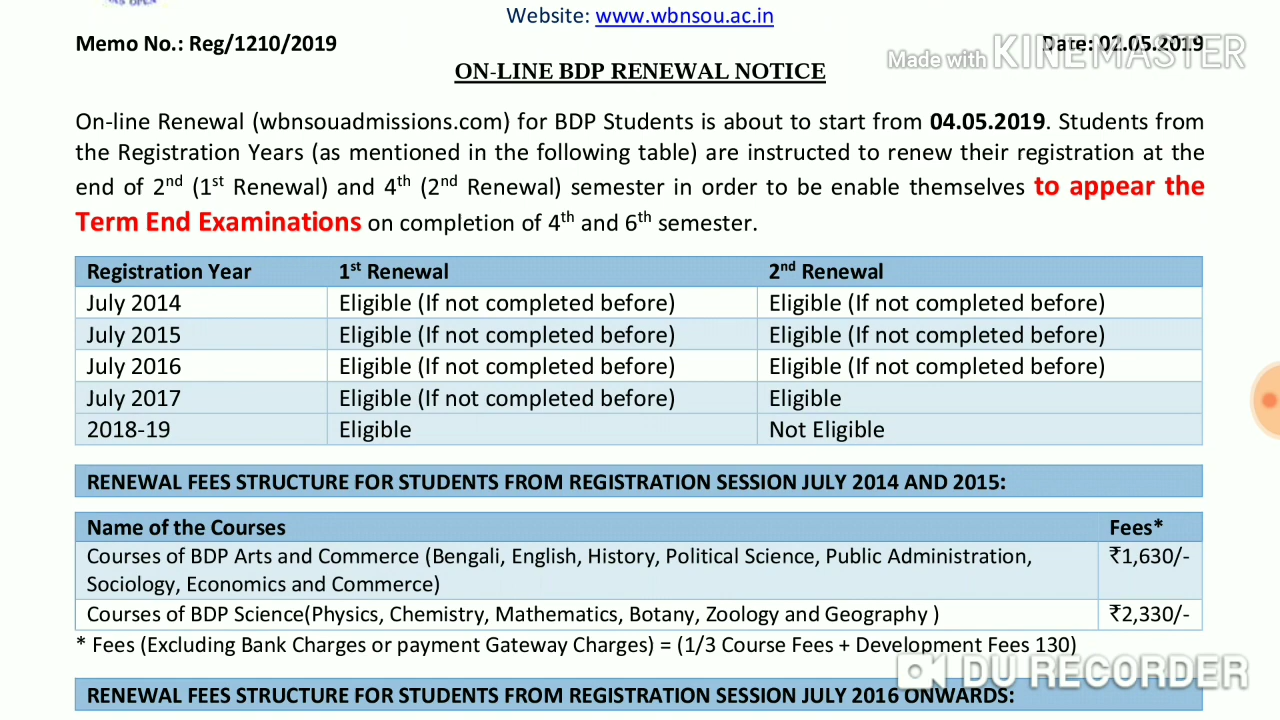 Website: www.wbnsou.ac.in
Memo No.: Reg/1210/2019 Date: 02.05.2019
Made with KINEMASTER
ON-LINE BDP RENEWAL NOTICE
On-line Renewal (wbnsouadmissions.com) for BDP Students is about to start from 04.05.2019. Students from
the Registration Years (as mentioned in the following table) are instructed to renew their registration at the
end of 2nd (1st Renewal) and 4th (2nd Renewal) semester in order to be enable themselves to appear the
Term End Examinations on completion of 4th and 6th semester.
Registration Year 1st Renewal 2nd Renewal
July 2014 Eligible (If not completed before) Eligible (If not completed before)
July 2015 Eligible (If not completed before) Eligible (If not completed before)
July 2016 Eligible (If not completed before) Eligible (If not completed before)
July 2017 Eligible (If not completed before) Eligible
2018-19 Eligible Not Eligible
RENEWAL FEES STRUCTURE FOR STUDENTS FROM REGISTRATION SESSION JULY 2014 AND 2015:
Name of the Courses Fees*
Courses of BDP Arts and Commerce (Bengali, English, History, Political Science, Public Administration, ₹1,630/-
Sociology, Economics and Commerce)
Courses of BDP Science(Physics, Chemistry, Mathematics, Botany, Zoology and Geography ) ₹2,330/-
* Fees (Excluding Bank Charges or payment Gateway Charges) = (1/3 Course Fees + Development Fees 130)
DU RECORDER
RENEWAL FEES STRUCTURE FOR STUDENTS FROM REGISTRATION SESSION JULY 2016 ONWARDS: